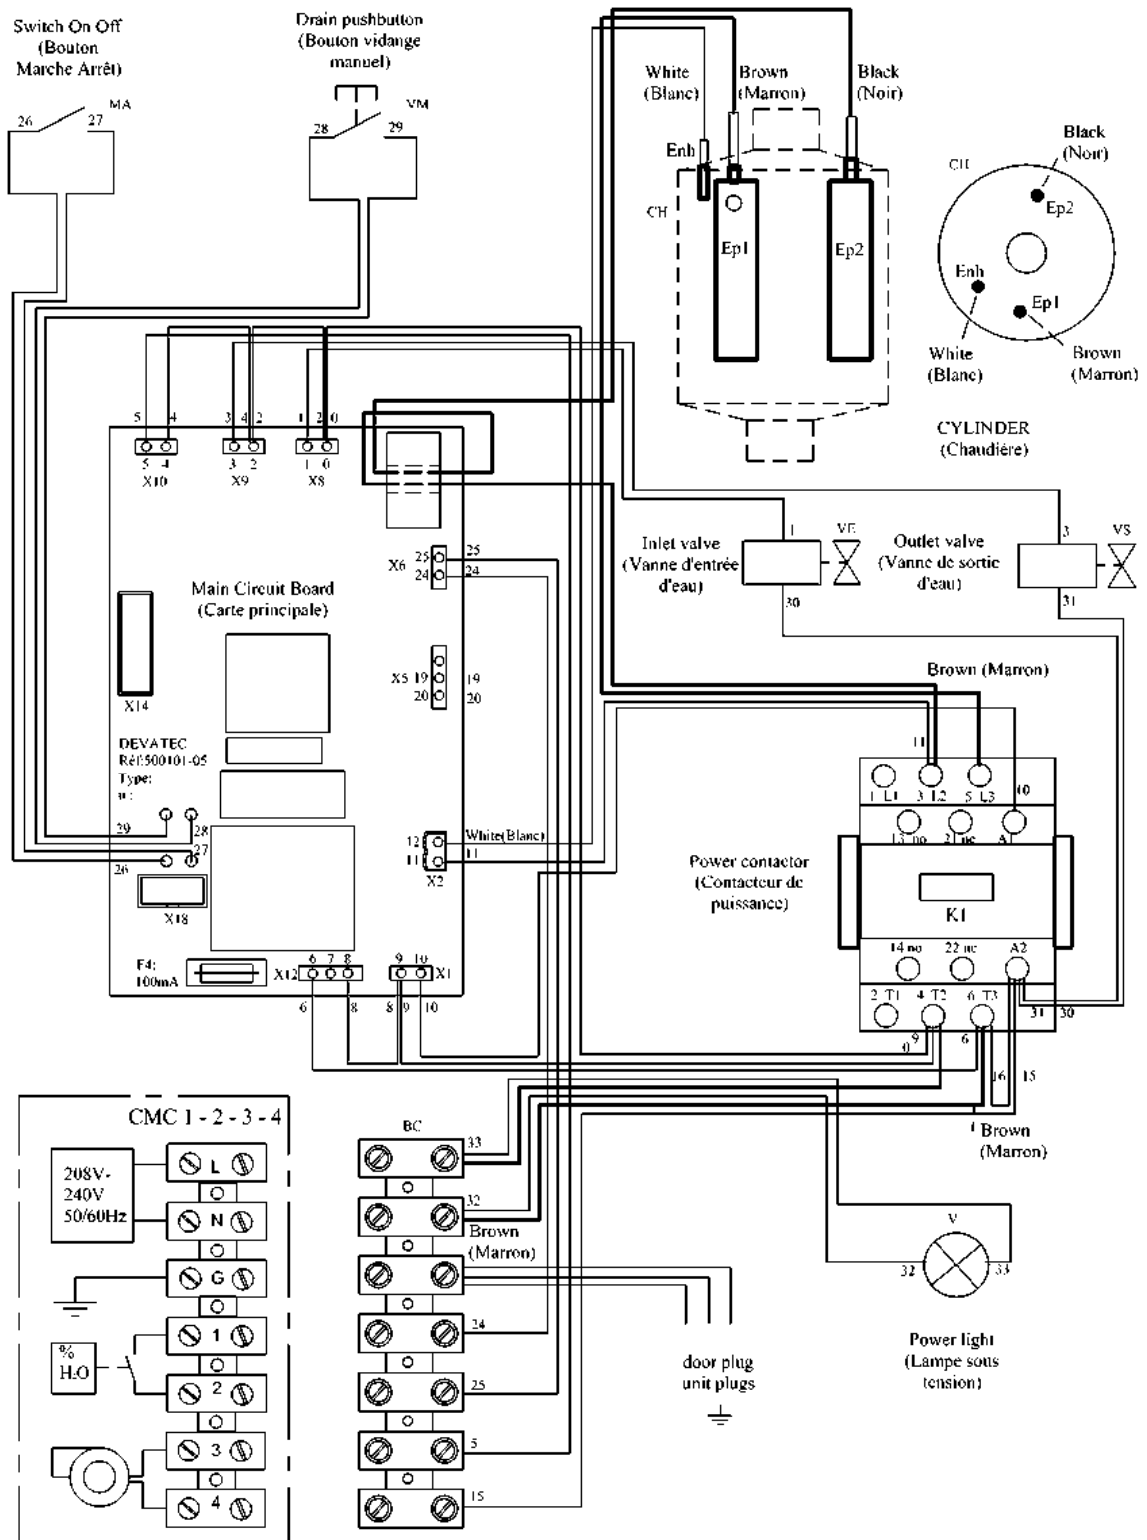 Switch On Off
(Bouton
Marche Arrêt)
Drain pushbutton
(Bouton vidange
manuel)
MA
26
27
VM
28
29
White
(Blanc)
Brown
(Marron)
Black
(Noir)
Enh
CH
Ep1
Ep2
CH
Black
(Noir)
Ep2
Enh
Ep1
White
(Blanc)
Brown
(Marron)
CYLINDER
(Chaudière)
5 4 3 4 2 1 2 0
5 4 3 2 1 0
X10 X9 X8
X6
25 25
24 24
Main Circuit Board
(Carte principale)
X14
X5 19 19
20 20
DEVATEC
Réf:500101-05
Type:
n°:
29
28
27
26
X18
12 White(Blanc)
11 11
X2
F4:
100mA
X12
6 7 8
9 10
X1
6 8 8 9 10
Inlet valve
(Vanne d'entrée
d'eau)
1
VE
30
Outlet valve
(Vanne de sortie
d'eau)
3
VS
31
Brown (Marron)
11
10
1 L1 3 L2 5 L3
13 no 21 nc A1
Power contactor
(Contacteur de
puissance)
K1
14 no 22 nc A2
2 T1 4 T2 6 T3
31 30
0 9 6 16 15
Brown
(Marron)
CMC 1 - 2 - 3 - 4
208V-
240V
50/60Hz
L
N
G
1
2
3
4
%
H2O
BC
33
32
Brown
(Marron)
24
25
5
15
door plug
unit plugs
V
32
33
Power light
(Lampe sous
tension)